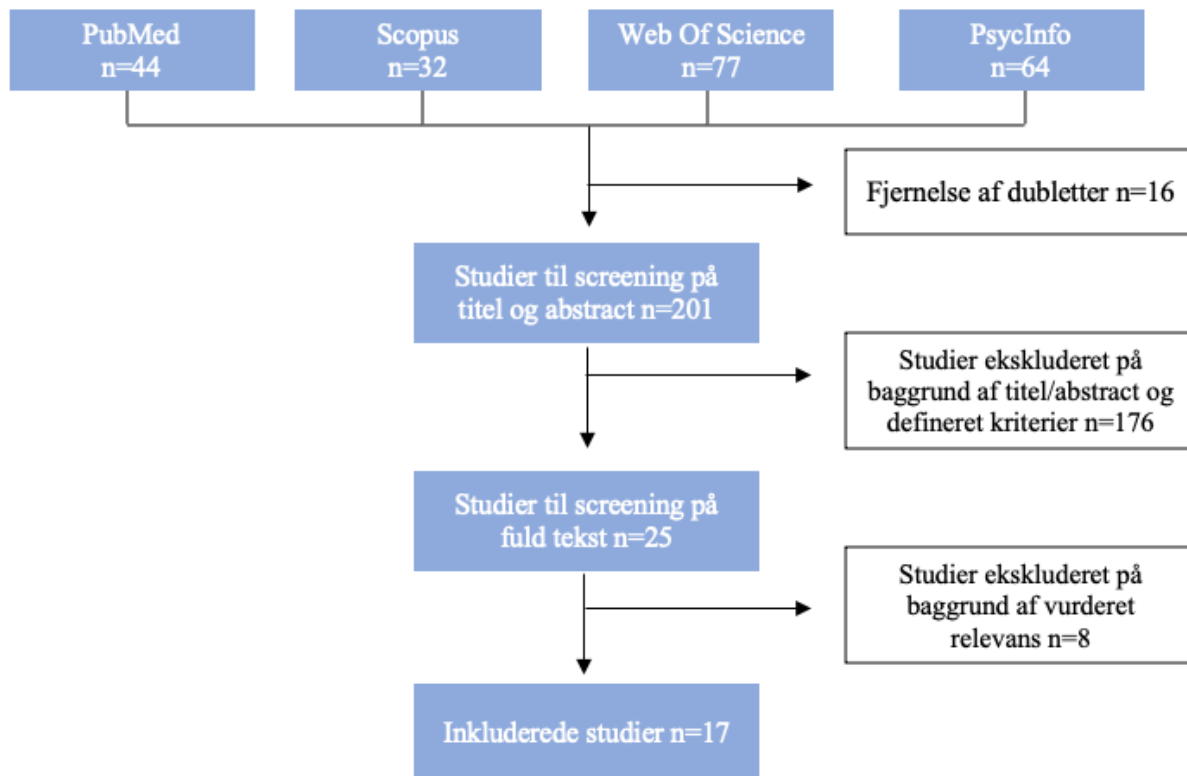 PubMed
n=44
Scopus
n=32
Web Of Science
n=77
PsycInfo
n=64
Fjernelse af dubletter n=16
Studier til screening på
titel og abstract n=201
Studier ekskluderet på
baggrund af titel/abstract og
defineret kriterier n=176
Studier til screening på
fuld tekst n=25
Studier ekskluderet på
baggrund af vurderet
relevans n=8
Inkluderede studier n=17